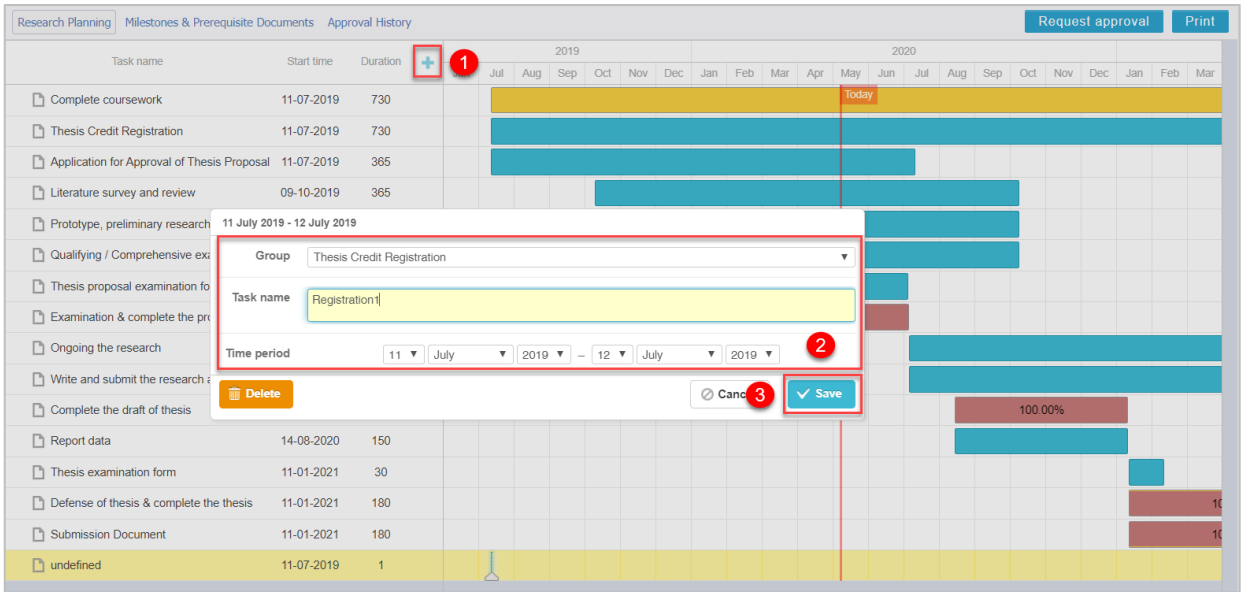 Research Planning Milestones & Prerequisite Documents Approval History Request approval Print
Task name Start time Duration + 1 2019 2020
Jul Aug Sep Oct Nov Dec Jan Feb Mar Apr May Jun Jul Aug Sep Oct Nov Dec Jan Feb Mar
Complete coursework 11-07-2019 730 Today
Thesis Credit Registration 11-07-2019 730
Application for Approval of Thesis Proposal 11-07-2019 365
Literature survey and review 09-10-2019 365
Prototype, preliminary research
11 July 2019 - 12 July 2019
Qualifying / Comprehensive exa
Group Thesis Credit Registration
Thesis proposal examination fo
Task name Registration1
Examination & complete the pro
Ongoing the research
Time period 11 July 2019 – 12 July 2019 2
Write and submit the research a
Delete Canc 3 Save
Complete the draft of thesis 100.00%
Report data 14-08-2020 150
Thesis examination form 11-01-2021 30
Defense of thesis & complete the thesis 11-01-2021 180 10
Submission Document 11-01-2021 180 10
undefined 11-07-2019 1